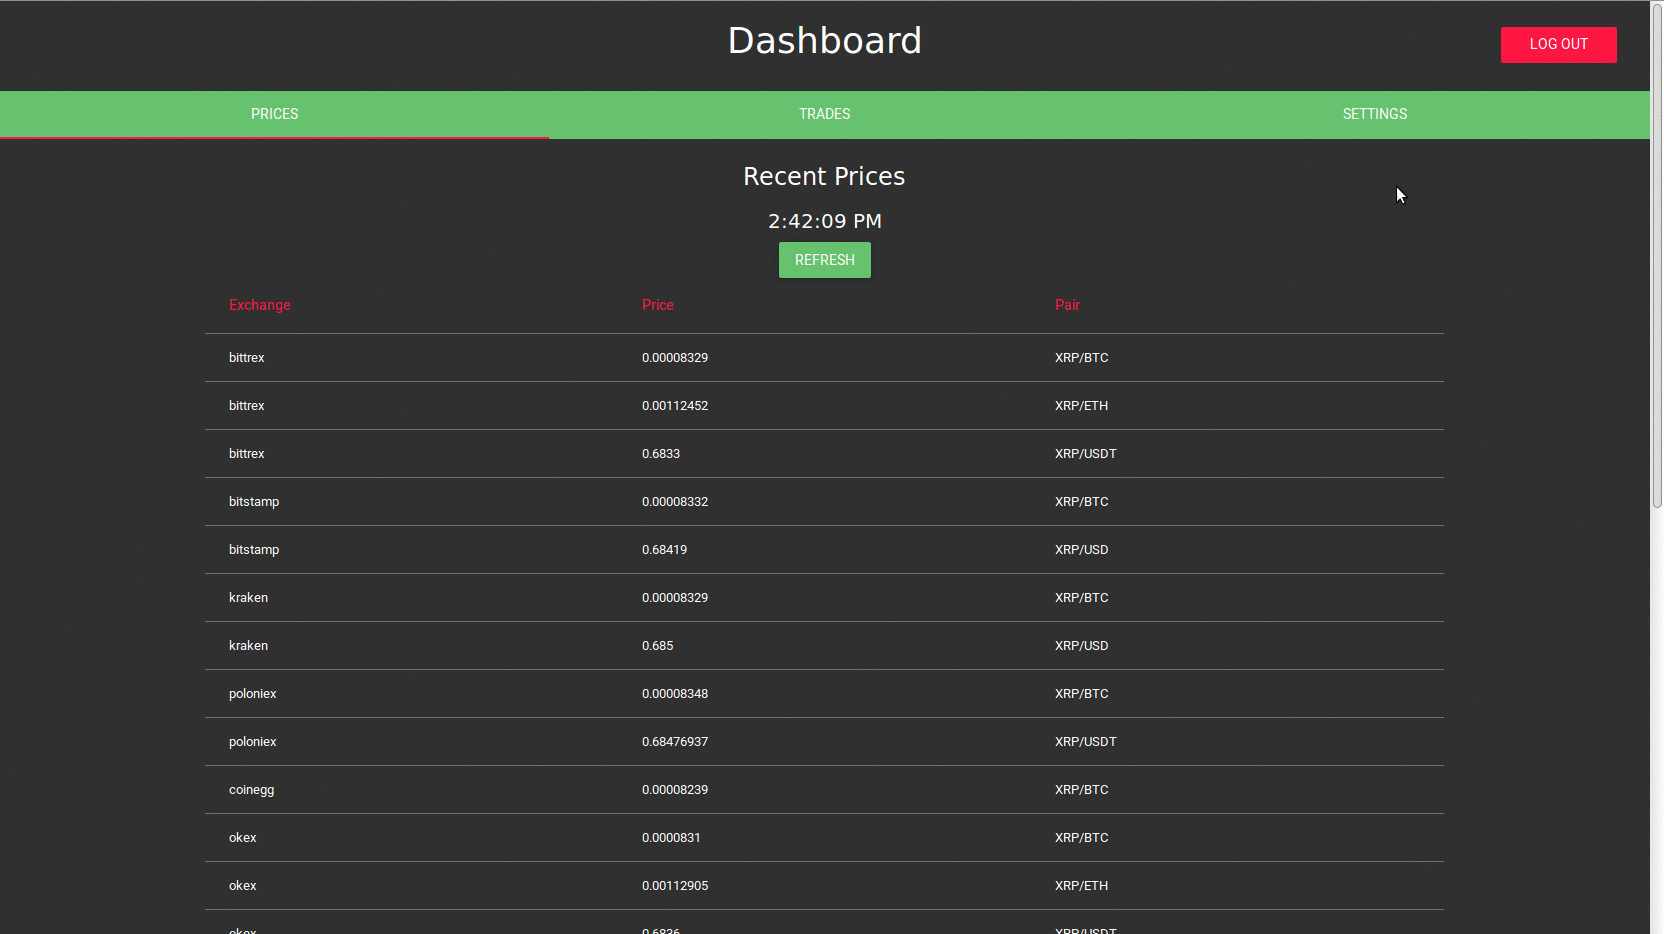 Dashboard
LOG OUT
PRICES TRADES SETTINGS
Recent Prices
2:42:09 PM
REFRESH
Exchange Price Pair
bittrex 0.00008329 XRP/BTC
bittrex 0.00112452 XRP/ETH
bittrex 0.6833 XRP/USDT
bitstamp 0.00008332 XRP/BTC
bitstamp 0.68419 XRP/USD
kraken 0.00008329 XRP/BTC
kraken 0.685 XRP/USD
poloniex 0.00008348 XRP/BTC
poloniex 0.68476937 XRP/USDT
coinegg 0.00008239 XRP/BTC
okex 0.0000831 XRP/BTC
okex 0.00112905 XRP/ETH
okex 0.6836 XRP/USDT